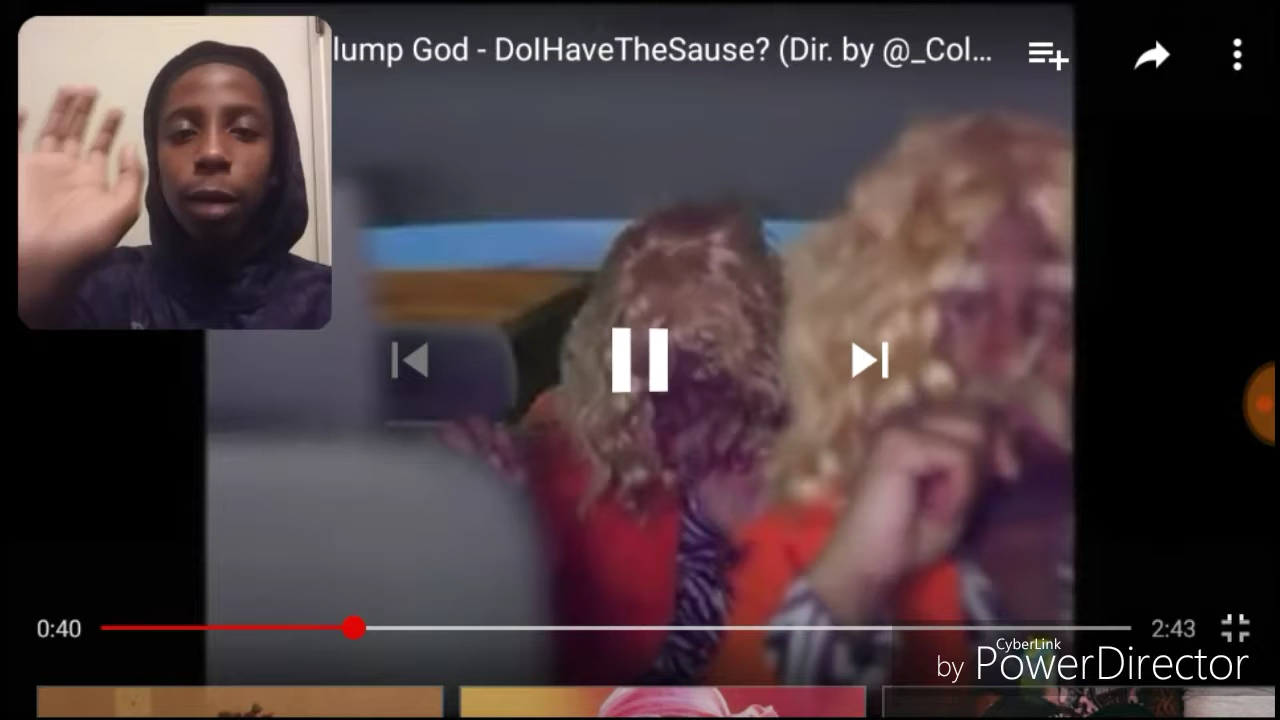 lump God - DoIHaveTheSause? (Dir. by @_Col...
0:40
2:43
CyberLink
by PowerDirector